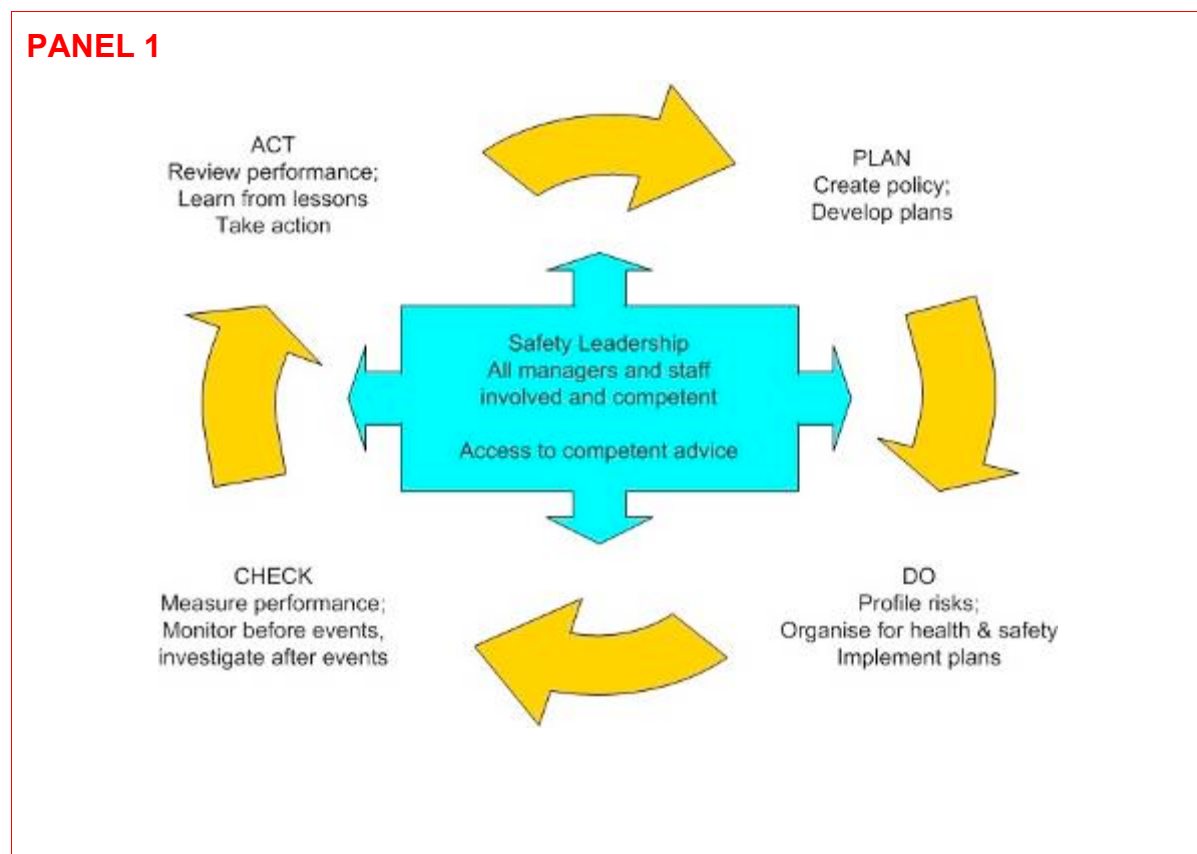 PANEL 1
ACT
Review performance;
Learn from lessons
Take action
PLAN
Create policy;
Develop plans
Safety Leadership
All managers and staff
involved and competent
Access to competent advice
CHECK
Measure performance;
Monitor before events,
investigate after events
DO
Profile risks;
Organise for health & safety
Implement plans